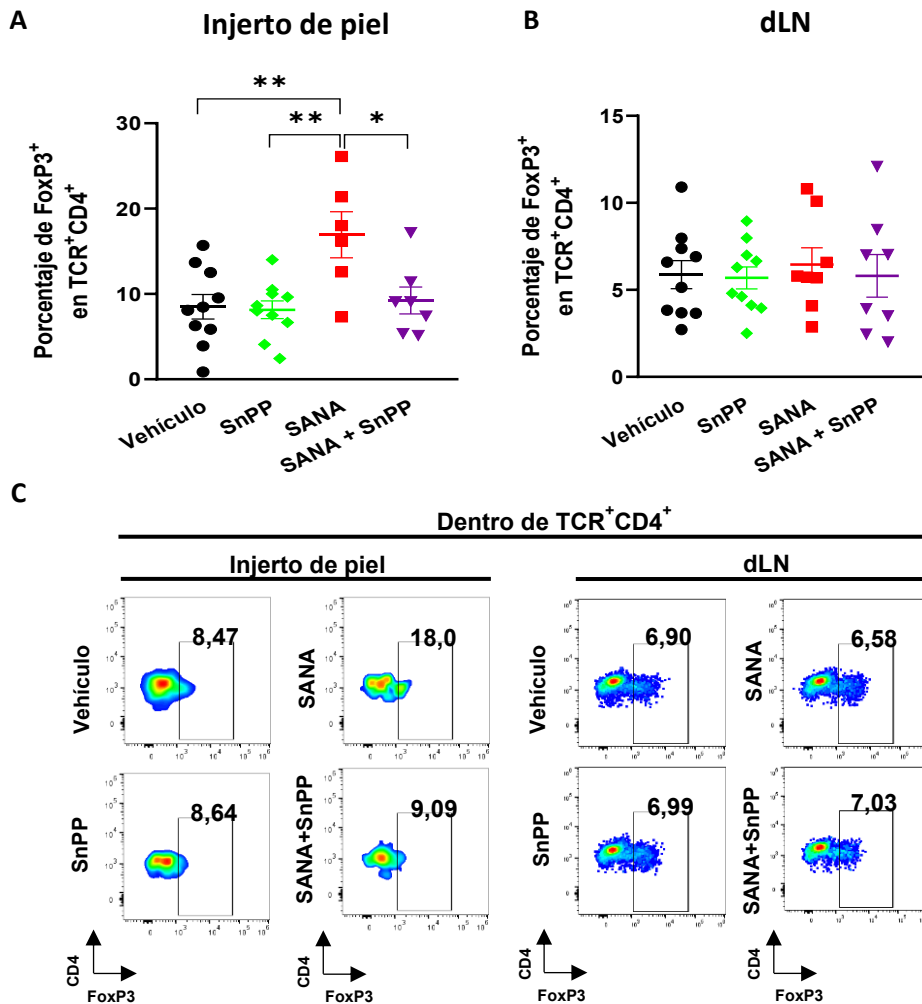 A
Injerto de piel
B
dLN
** 
** *
Porcentaje de FoxP3+
en TCR+CD4+
30
20
10
0
Vehículo
SnPP
SANA
SANA + SnPP
Porcentaje de FoxP3+
en TCR+CD4+
15
10
5
0
Vehículo
SnPP
SANA
SANA + SnPP
C
Dentro de TCR+CD4+
Injerto de piel
dLN
Vehículo
8,47
SANA
18,0
Vehículo
6,90
SANA
6,58
SnPP
8,64
SANA+SnPP
9,09
SnPP
6,99
SANA+SnPP
7,03
CD4
FoxP3
CD4
FoxP3
CD4
FoxP3
CD4
FoxP3